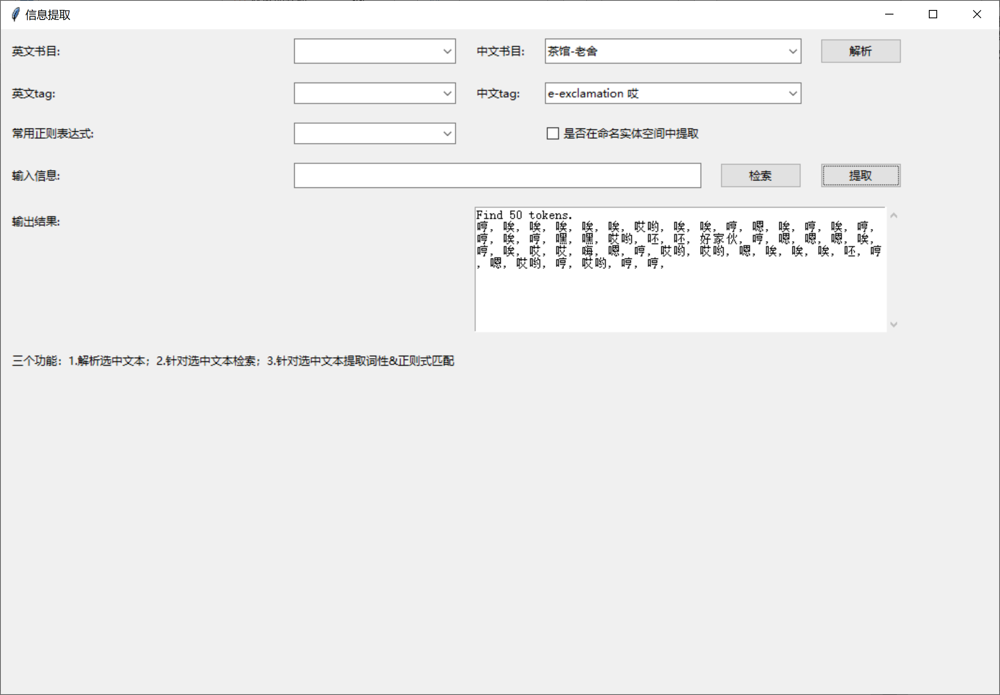 信息提取
英文书目: 中文书目: 茶馆-老舍 解析
英文tag: 中文tag: e-exclamation 哎
常用正则表达式: 是否在命名实体空间中提取
输入信息: 检索 提取
输出结果:
Find 50 tokens.
哼, 唉, 唉, 唉, 唉, 唉, 哎哟, 唉, 唉, 哼, 嗯, 唉, 哼, 唉, 哼,
哼, 唉, 哼, 嘿, 嘿, 哎哟, 呸, 呸, 好家伙, 哼, 嗯, 嗯, 嗯, 唉,
哼, 唉, 哎, 哎, 嗨, 嗯, 哼, 哎哟, 哎哟, 嗯, 唉, 唉, 唉, 呸, 哼
, 嗯, 哎哟, 哼, 哎哟, 哼, 哼,
三个功能：1.解析选中文本；2.针对选中文本检索；3.针对选中文本提取词性&正则式匹配